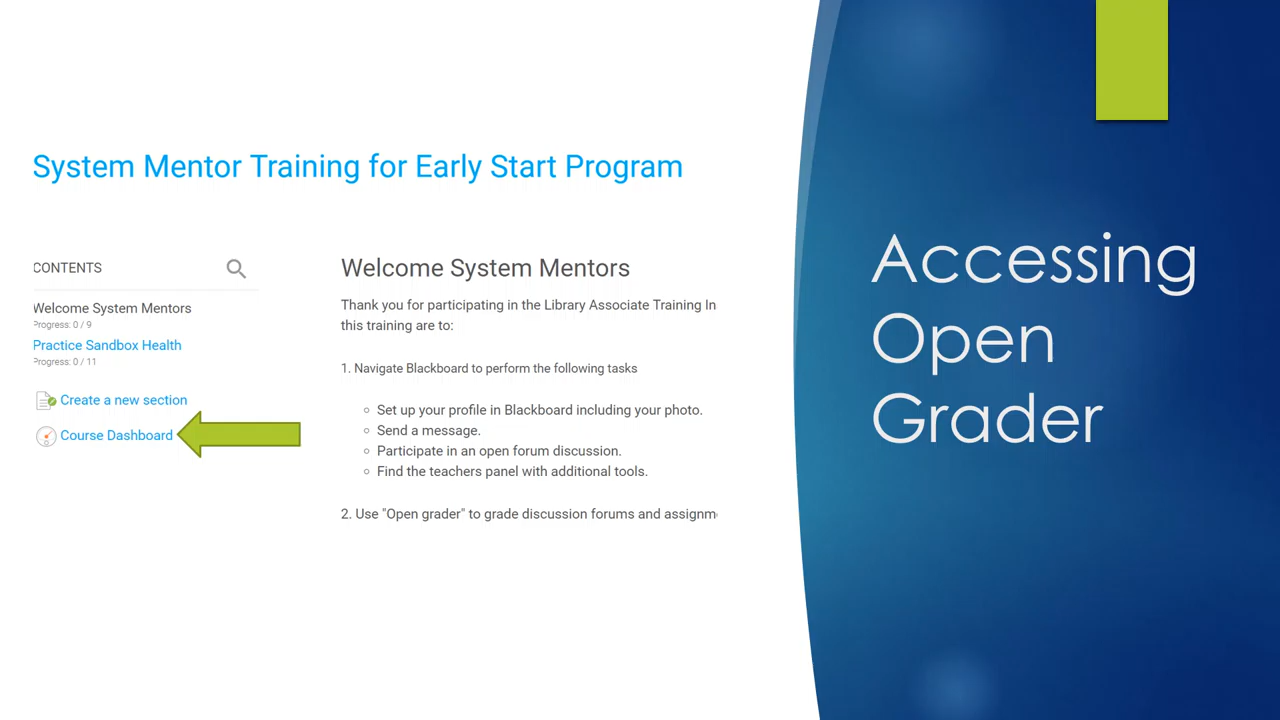 System Mentor Training for Early Start Program
CONTENTS
Welcome System Mentors
Progress: 0 / 9
Practice Sandbox Health
Progress: 0 / 11
Create a new section
Course Dashboard
Welcome System Mentors
Thank you for participating in the Library Associate Training In
this training are to:
1. Navigate Blackboard to perform the following tasks
Set up your profile in Blackboard including your photo.
Send a message.
Participate in an open forum discussion.
Find the teachers panel with additional tools.
2. Use "Open grader" to grade discussion forums and assignm
Accessing
Open
Grader